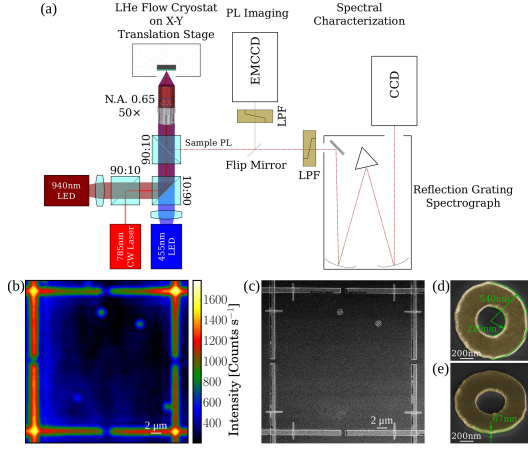 (a)
LHe Flow Cryostat
on X-Y
Translation Stage
PL Imaging
Spectral
Characterization
EMCCD
CCD
N.A. 0.65
50×
LPF
90:10
Sample PL
Flip Mirror
LPF
90:10
10:90
940nm
LED
785nm
CW Laser
455nm
LED
Reflection Grating
Spectrograph
(b)
2 μm
1600
1400
1200
1000
800
600
400
Intensity [Counts s⁻¹]
(c)
2 μm
(d)
540nm
200nm
(e)
67nm
200nm